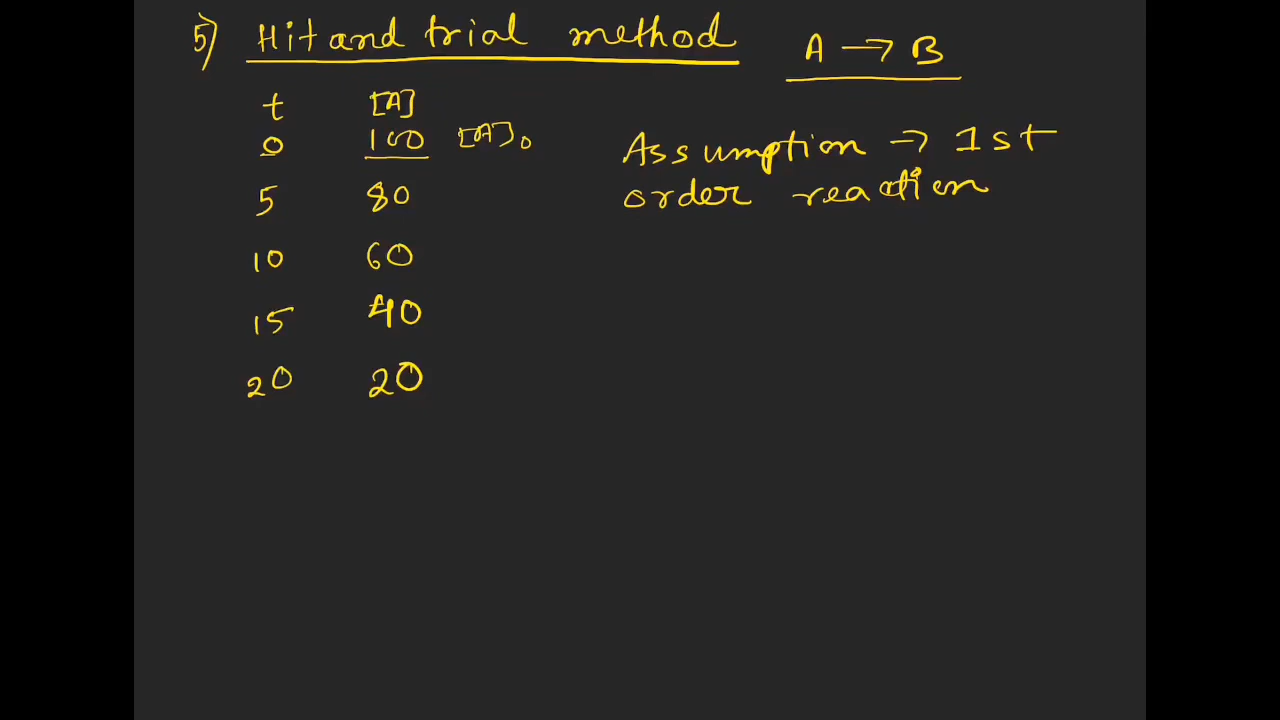 5) Hit and trial method A → B
t [A]
0 100 [A]₀
5 80
10 60
15 40
20 20
Assumption → 1st
order reaction